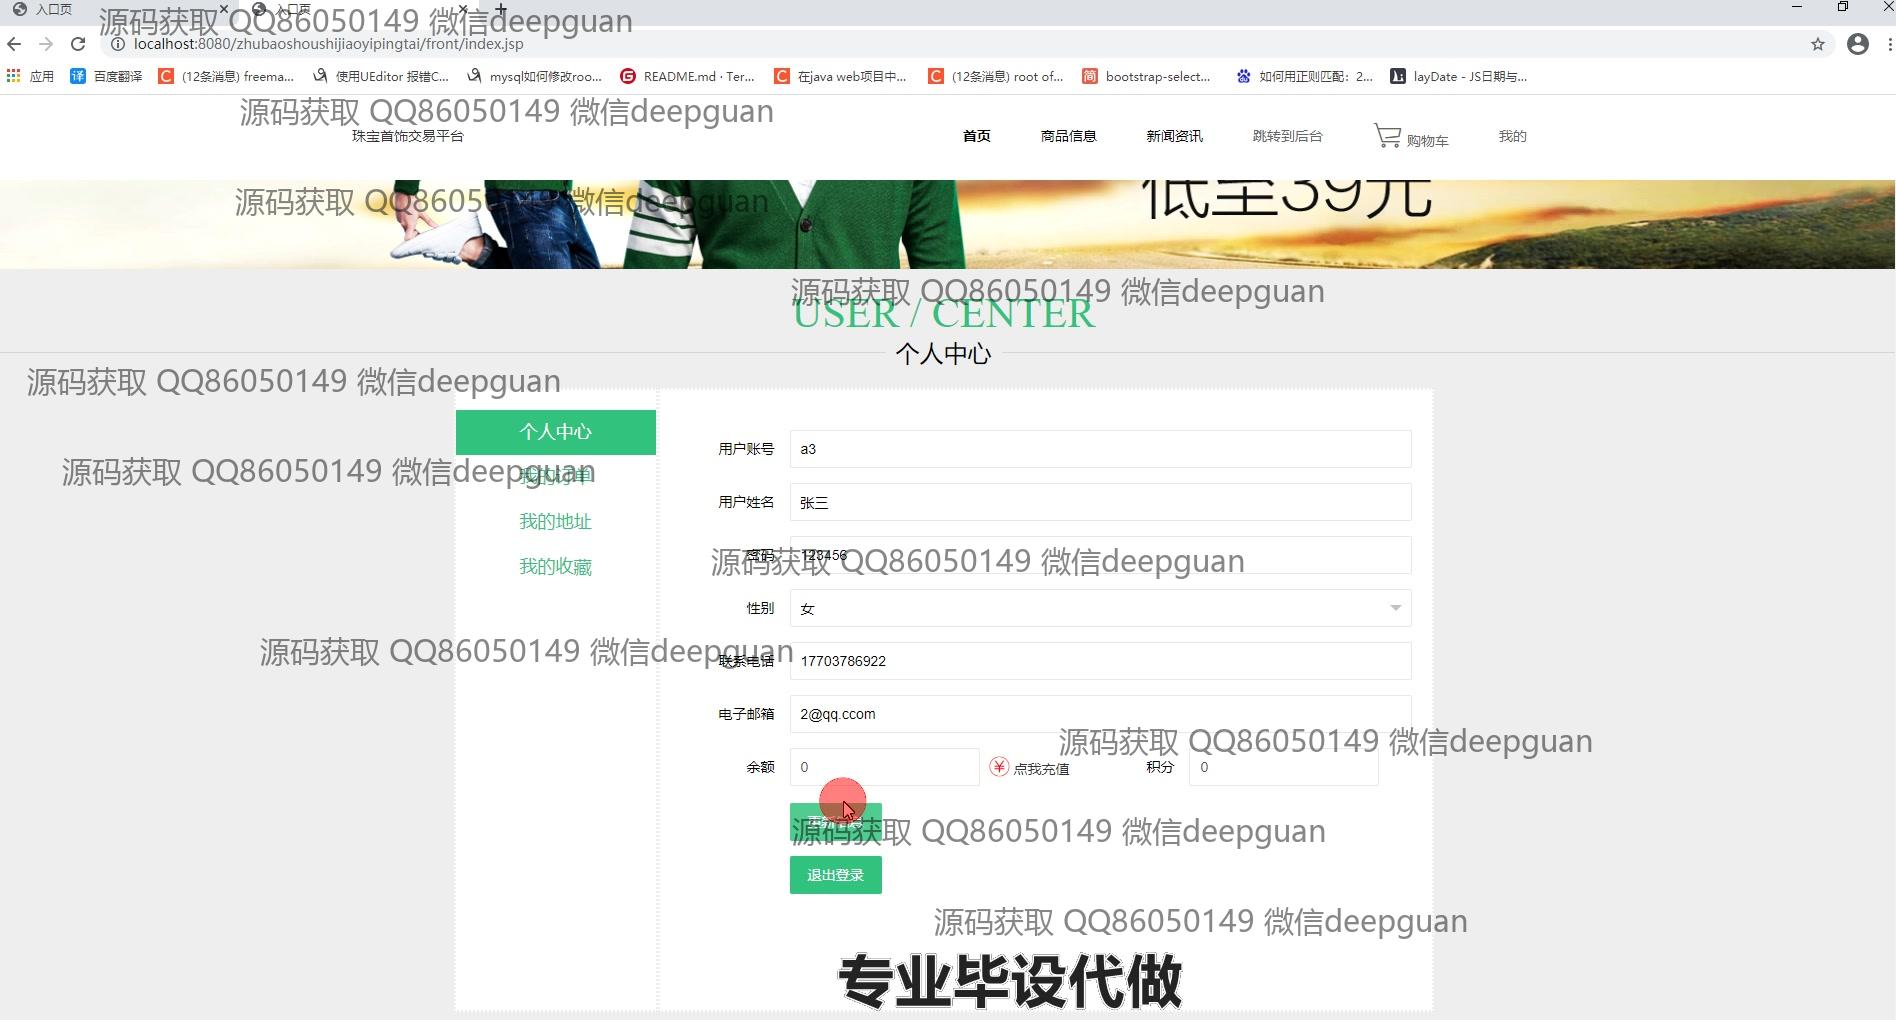 入口页
入口页
源码获取 QQ86050149 微信deepguan
localhost:8080/zhubaoshoushijiaoyipingtai/front/index.jsp
应用
百度翻译
(12条消息) freema...
使用UEditor 报错C...
mysql如何修改roo...
README.md · Ter...
在java web项目中...
(12条消息) root of...
bootstrap-select...
如何用正则匹配：2...
layDate - JS日期与...
源码获取 QQ86050149 微信deepguan
珠宝首饰交易平台
首页
商品信息
新闻资讯
跳转到后台
购物车
我的
源码获取 QQ86050149 微信deepguan
低至39元
源码获取 QQ86050149 微信deepguan
USER / CENTER
个人中心
源码获取 QQ86050149 微信deepguan
个人中心
用户账号 a3
源码获取 QQ86050149 微信deepguan
我的订单
用户姓名 张三
我的地址
密码 123456
源码获取 QQ86050149 微信deepguan
我的收藏
性别 女
源码获取 QQ86050149 微信deepguan
联系电话 17703786922
电子邮箱 2@qq.ccom
源码获取 QQ86050149 微信deepguan
余额 0 点我充值 积分 0
源码获取 QQ86050149 微信deepguan
退出登录
源码获取 QQ86050149 微信deepguan
专业毕设代做